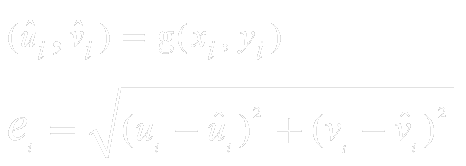 (û_i, v̂_i) = g(x_i, y_i)
e_i = √((u_i − û_i)² + (v_i − v̂_i)²)